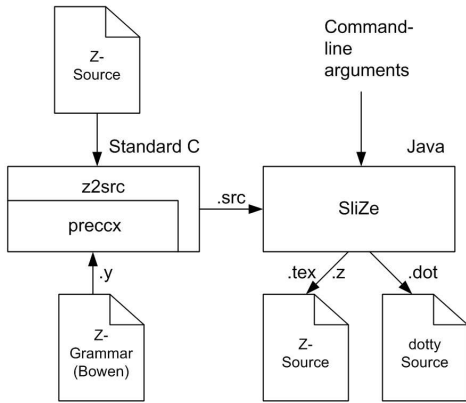 Z-
Source
Command-
line
arguments
Standard C
Java
z2src
preccx
.src
SliZe
.y
.tex
.z
.dot
Z-
Grammar
(Bowen)
Z-
Source
dotty
Source